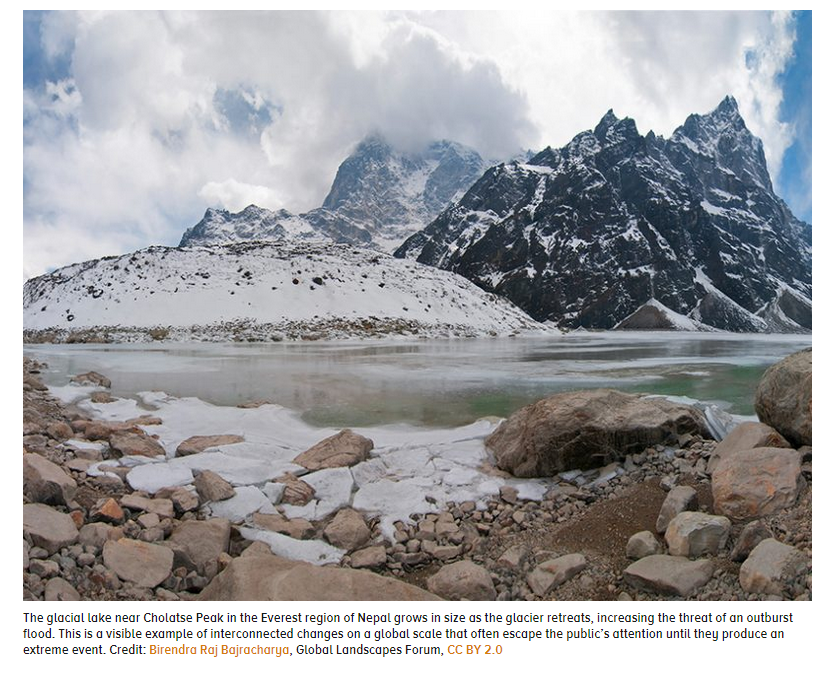 The glacial lake near Cholatse Peak in the Everest region of Nepal grows in size as the glacier retreats, increasing the threat of an outburst
flood. This is a visible example of interconnected changes on a global scale that often escape the public’s attention until they produce an
extreme event. Credit: Birendra Raj Bajracharya, Global Landscapes Forum, CC BY 2.0